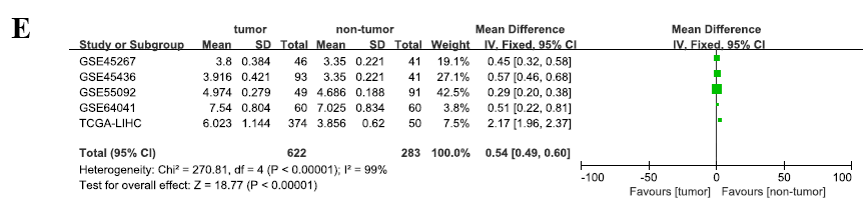 E
tumor non-tumor Mean Difference Mean Difference
Study or Subgroup Mean SD Total Mean SD Total Weight IV, Fixed, 95% CI IV, Fixed, 95% CI
GSE45267 3.8 0.384 46 3.35 0.221 41 19.1% 0.45 [0.32, 0.58]
GSE45436 3.916 0.421 93 3.35 0.221 41 27.1% 0.57 [0.46, 0.68]
GSE55092 4.974 0.279 49 4.686 0.188 91 42.5% 0.29 [0.20, 0.38]
GSE64041 7.54 0.804 60 7.025 0.834 60 3.8% 0.51 [0.22, 0.81]
TCGA-LIHC 6.023 1.144 374 3.856 0.62 50 7.5% 2.17 [1.96, 2.37]
Total (95% CI) 622 283 100.0% 0.54 [0.49, 0.60]
Heterogeneity: Chi² = 270.81, df = 4 (P < 0.00001); I² = 99%
Test for overall effect: Z = 18.77 (P < 0.00001)
-100 -50 0 50 100
Favours [tumor] Favours [non-tumor]